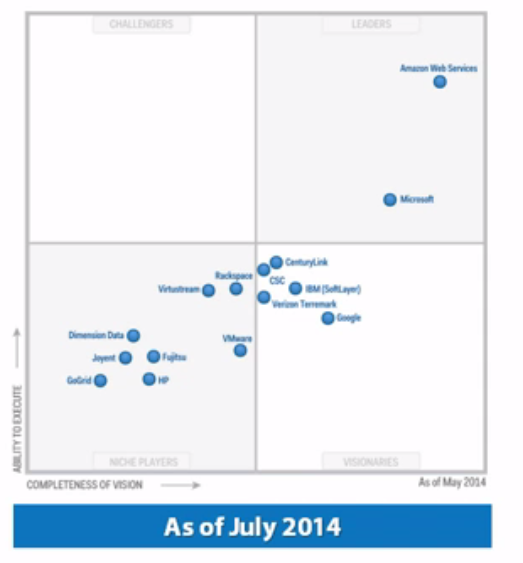 CHALLENGERS
LEADERS
Amazon Web Services
Microsoft
CenturyLink
CSC
Rackspace
IBM (SoftLayer)
Virtustream
Verizon Terremark
Google
Dimension Data
VMware
Joyent
Fujitsu
GoGrid
HP
NICHE PLAYERS
VISIONARIES
ABILITY TO EXECUTE
COMPLETENESS OF VISION
As of May 2014
As of July 2014